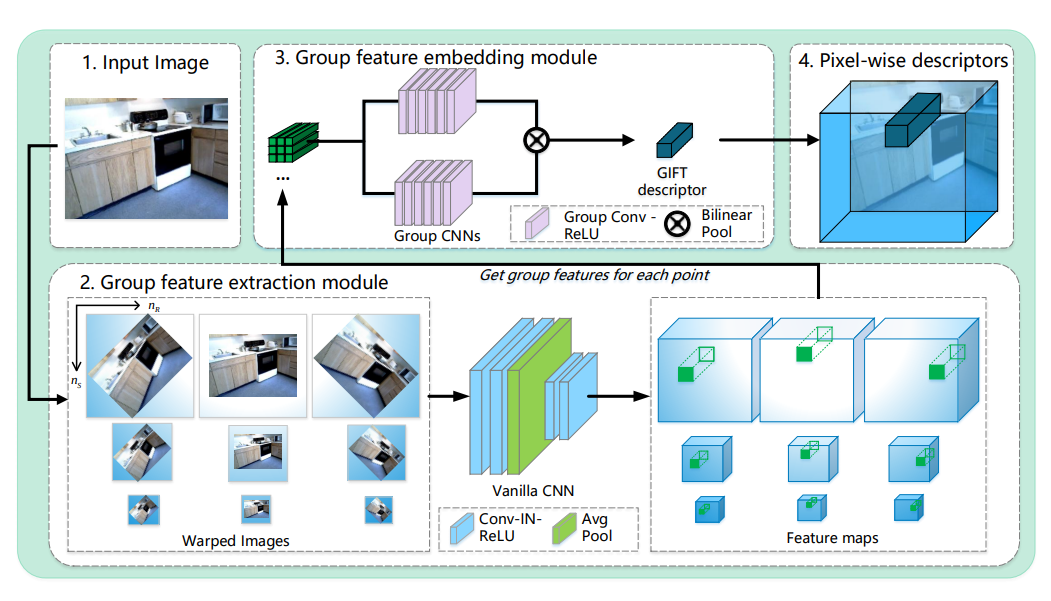 1. Input Image
3. Group feature embedding module
4. Pixel-wise descriptors
...
GIFT
descriptor
Group CNNs
Group Conv -
ReLU
Bilinear
Pool
Get group features for each point
2. Group feature extraction module
n_R
n_S
Warped Images
Vanilla CNN
Conv-IN-
ReLU
Avg
Pool
Feature maps